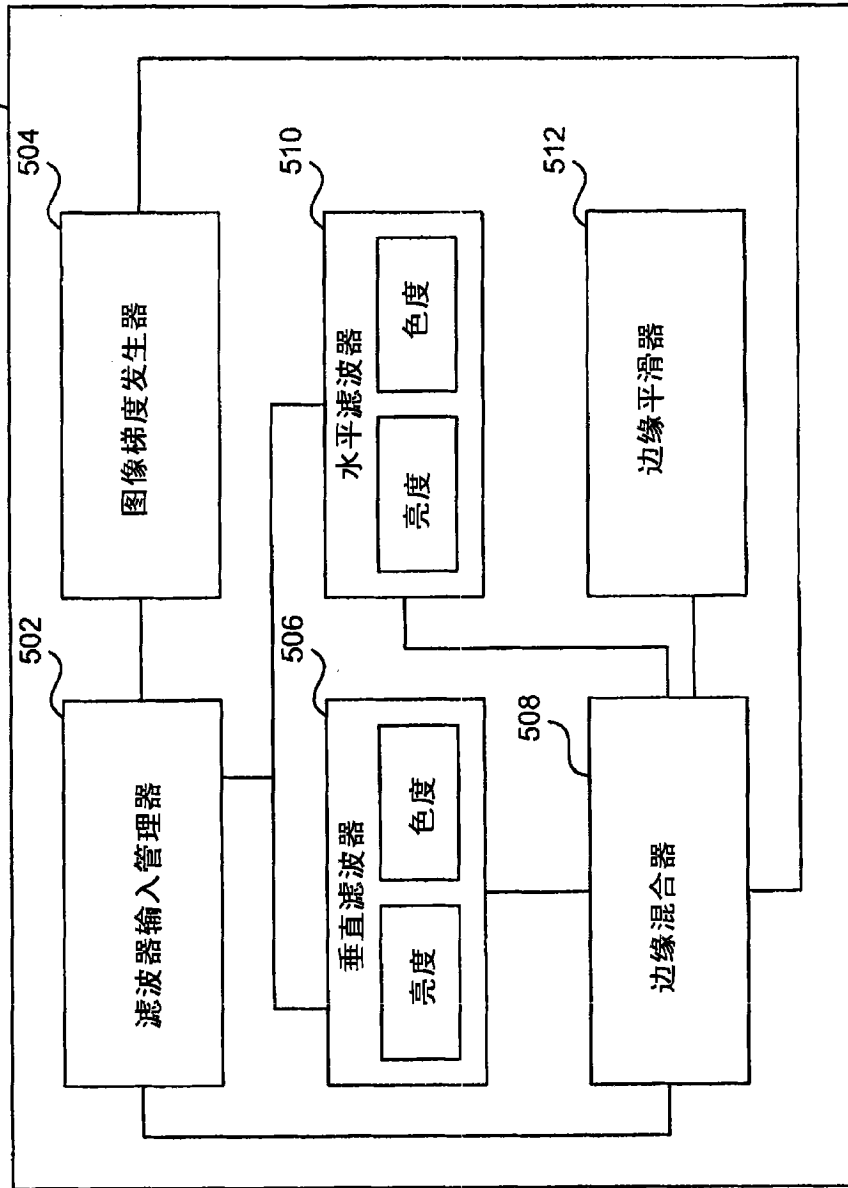 502
滤波器输入管理器
504
图像梯度发生器
506
垂直滤波器
亮度
色度
510
水平滤波器
亮度
色度
508
边缘混合器
512
边缘平滑器